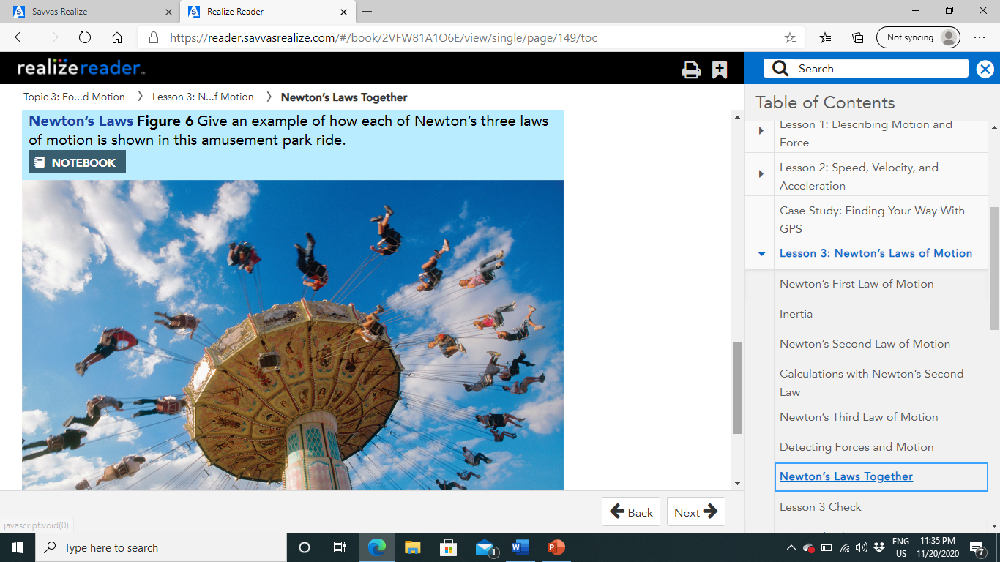 Savvas Realize
Realize Reader
https://reader.savvasrealize.com/#/book/2VFW81A1O6E/view/single/page/149/toc
Not syncing
realizereader™
Search
Topic 3: Fo...d Motion > Lesson 3: N...f Motion > Newton's Laws Together
Newton's Laws Figure 6 Give an example of how each of Newton's three laws
of motion is shown in this amusement park ride.
NOTEBOOK
Table of Contents
Lesson 1: Describing Motion and
Force
Lesson 2: Speed, Velocity, and
Acceleration
Case Study: Finding Your Way With
GPS
Lesson 3: Newton's Laws of Motion
Newton's First Law of Motion
Inertia
Newton's Second Law of Motion
Calculations with Newton's Second
Law
Newton's Third Law of Motion
Detecting Forces and Motion
Newton's Laws Together
Lesson 3 Check
Back
Next
javascript:void(0)
Type here to search
1
ENG
US
11:35 PM
11/20/2020
7